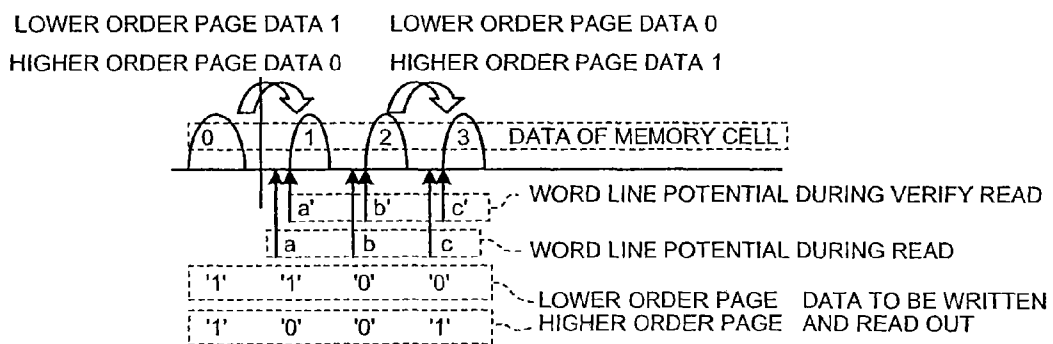 LOWER ORDER PAGE DATA 1 LOWER ORDER PAGE DATA 0
HIGHER ORDER PAGE DATA 0 HIGHER ORDER PAGE DATA 1
0 1 2 3 DATA OF MEMORY CELL
a' b' c' WORD LINE POTENTIAL DURING VERIFY READ
a b c WORD LINE POTENTIAL DURING READ
'1' '1' '0' '0'
LOWER ORDER PAGE DATA TO BE WRITTEN
'1' '0' '0' '1' HIGHER ORDER PAGE AND READ OUT